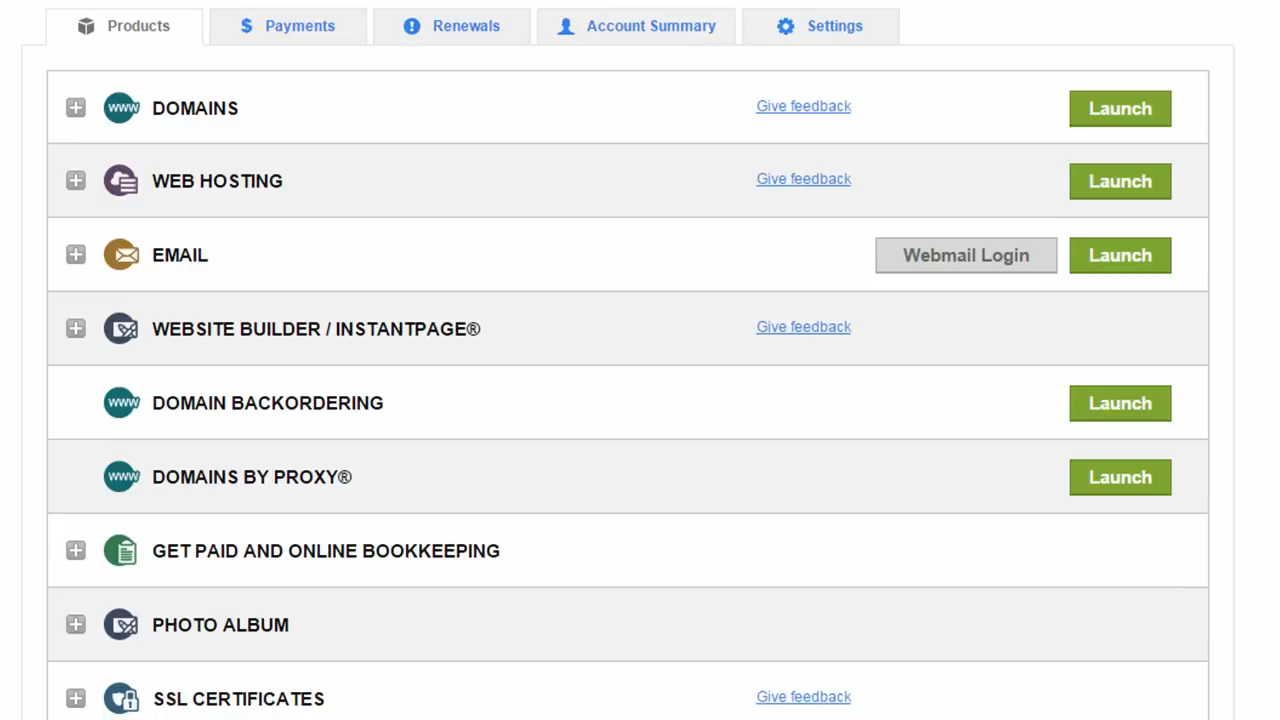 Products $ Payments Renewals Account Summary Settings
www DOMAINS Give feedback Launch
WEB HOSTING Give feedback Launch
EMAIL Webmail Login Launch
WEBSITE BUILDER / INSTANTPAGE® Give feedback
www DOMAIN BACKORDERING Launch
www DOMAINS BY PROXY® Launch
GET PAID AND ONLINE BOOKKEEPING
PHOTO ALBUM
SSL CERTIFICATES Give feedback